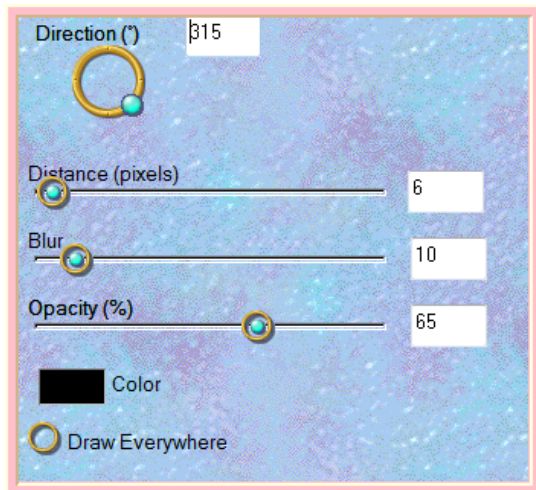 Direction (°) 315
Distance (pixels)
6
Blur
10
Opacity (%)
65
Color
Draw Everywhere